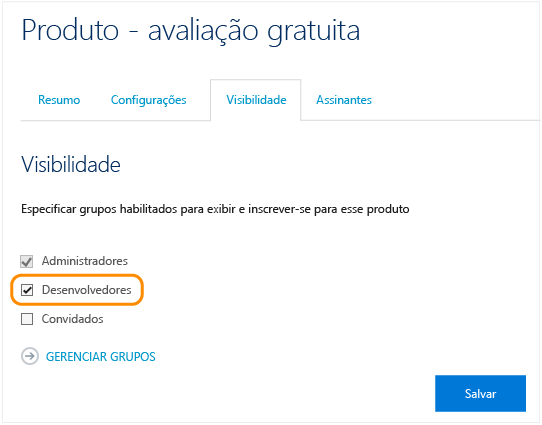 Produto - avaliação gratuita
Resumo Configurações Visibilidade Assinantes
Visibilidade
Especificar grupos habilitados para exibir e inscrever-se para esse produto
Administradores
Desenvolvedores
Convidados
GERENCIAR GRUPOS
Salvar